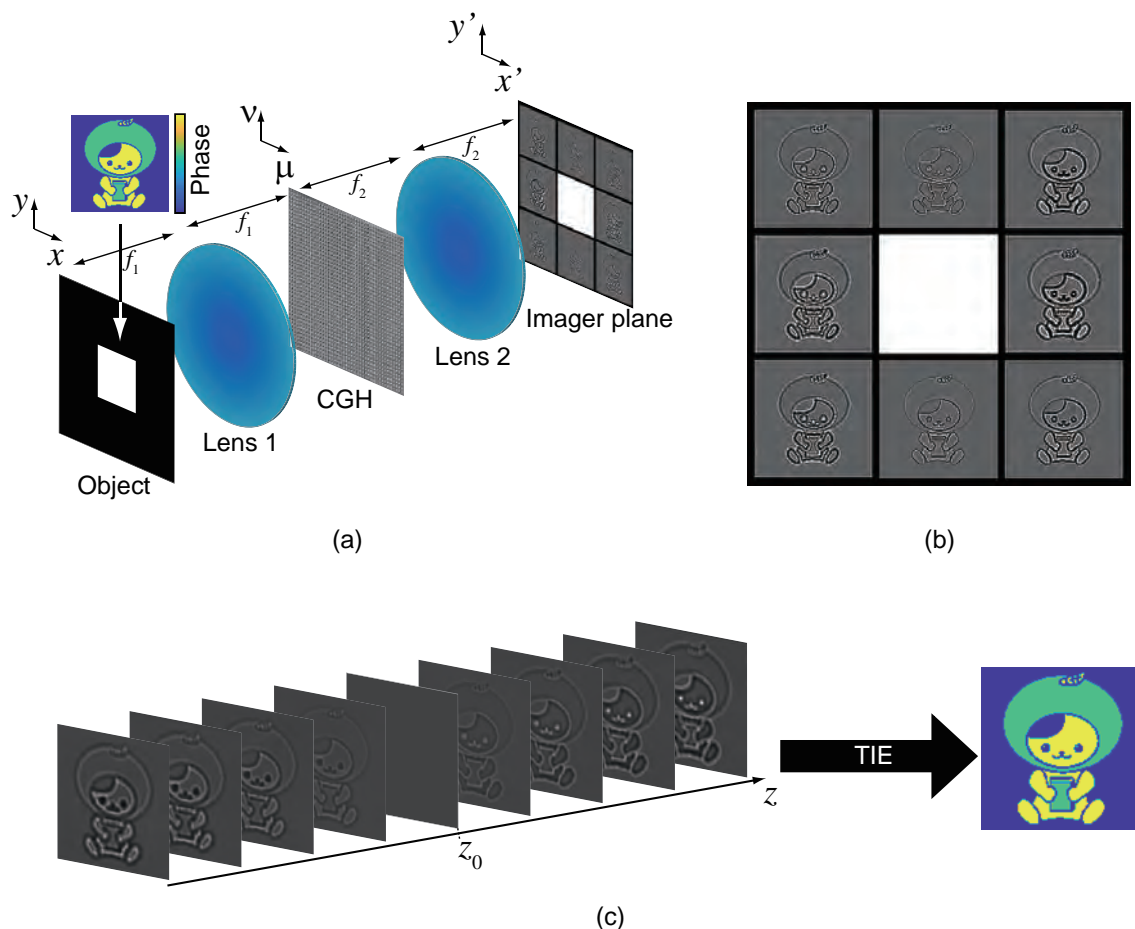 y'
x'
ν
μ
Phase
f₂
f₂
f₁
y
x
f₁
Imager plane
Lens 2
CGH
Lens 1
Object
(a)
(b)
TIE
z
z₀
(c)